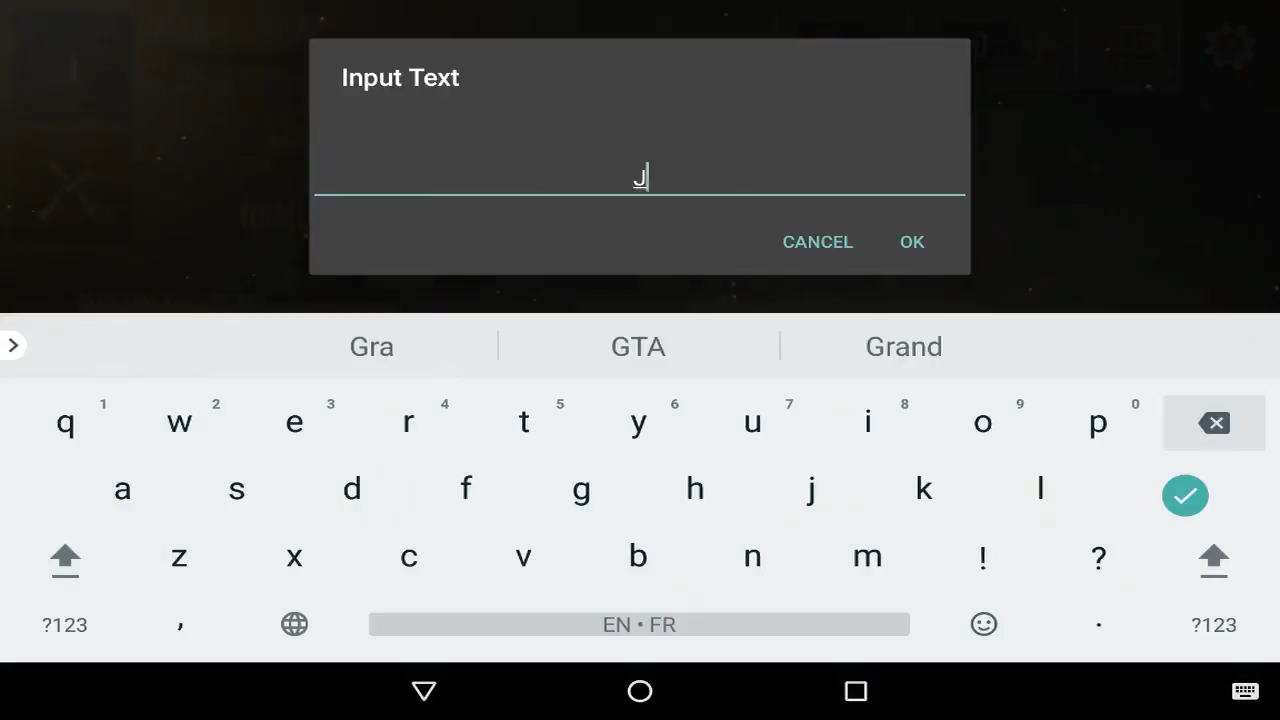 Input Text
J
CANCEL OK
Gra GTA Grand
q 1 w 2 e 3 r 4 t 5 y 6 u 7 i 8 o 9 p 0
a s d f g h j k l
z x c v b n m ! ?
?123 , EN • FR . ?123